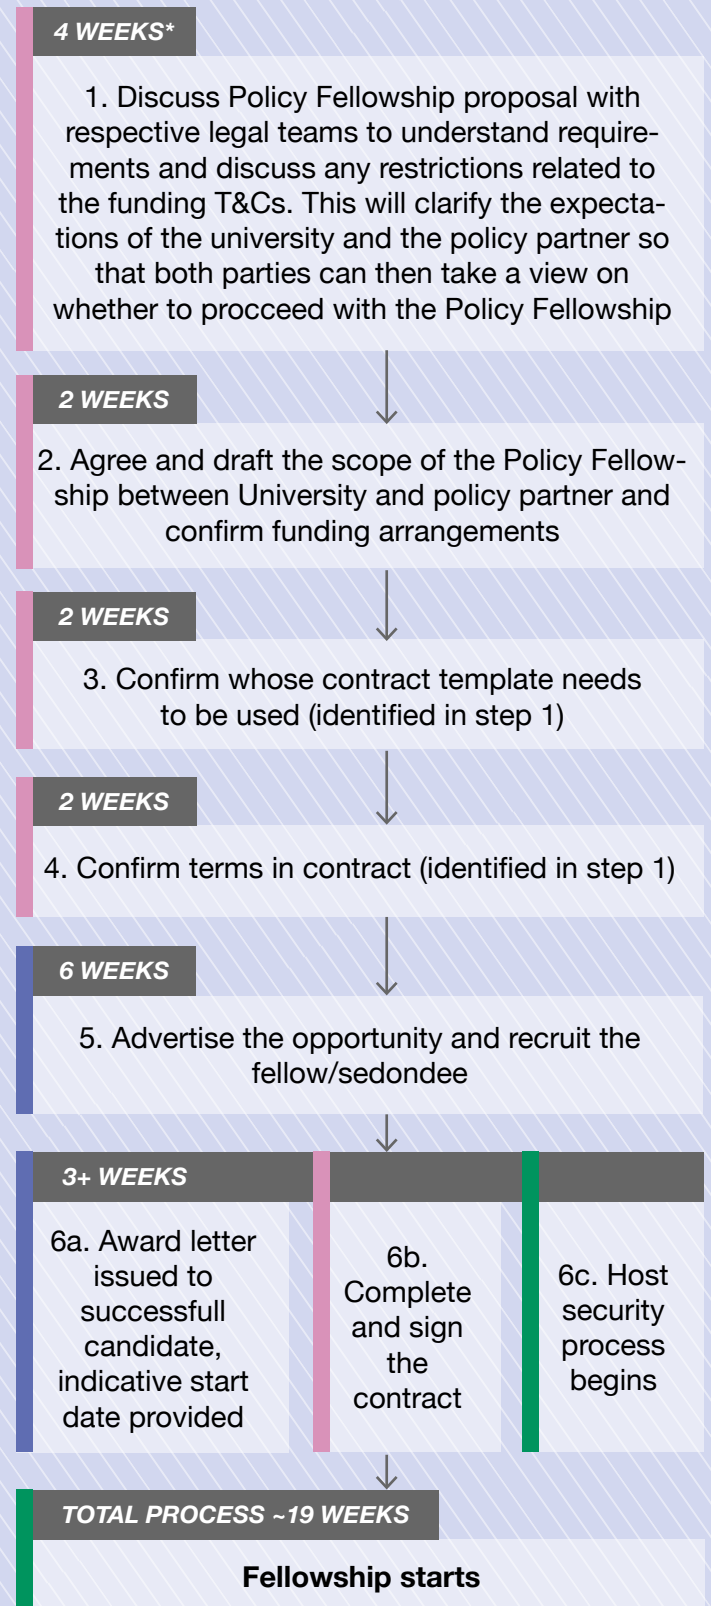 4 WEEKS*
1. Discuss Policy Fellowship proposal with
respective legal teams to understand require-
ments and discuss any restrictions related to
the funding T&Cs. This will clarify the expecta-
tions of the university and the policy partner so
that both parties can then take a view on
whether to procceed with the Policy Fellowship
2 WEEKS
2. Agree and draft the scope of the Policy Fellow-
ship between University and policy partner and
confirm funding arrangements
2 WEEKS
3. Confirm whose contract template needs
to be used (identified in step 1)
2 WEEKS
4. Confirm terms in contract (identified in step 1)
6 WEEKS
5. Advertise the opportunity and recruit the
fellow/sedondee
3+ WEEKS
6a. Award letter
issued to
successfull
candidate,
indicative start
date provided
6b.
Complete
and sign
the
contract
6c. Host
security
process
begins
TOTAL PROCESS ~19 WEEKS
Fellowship starts